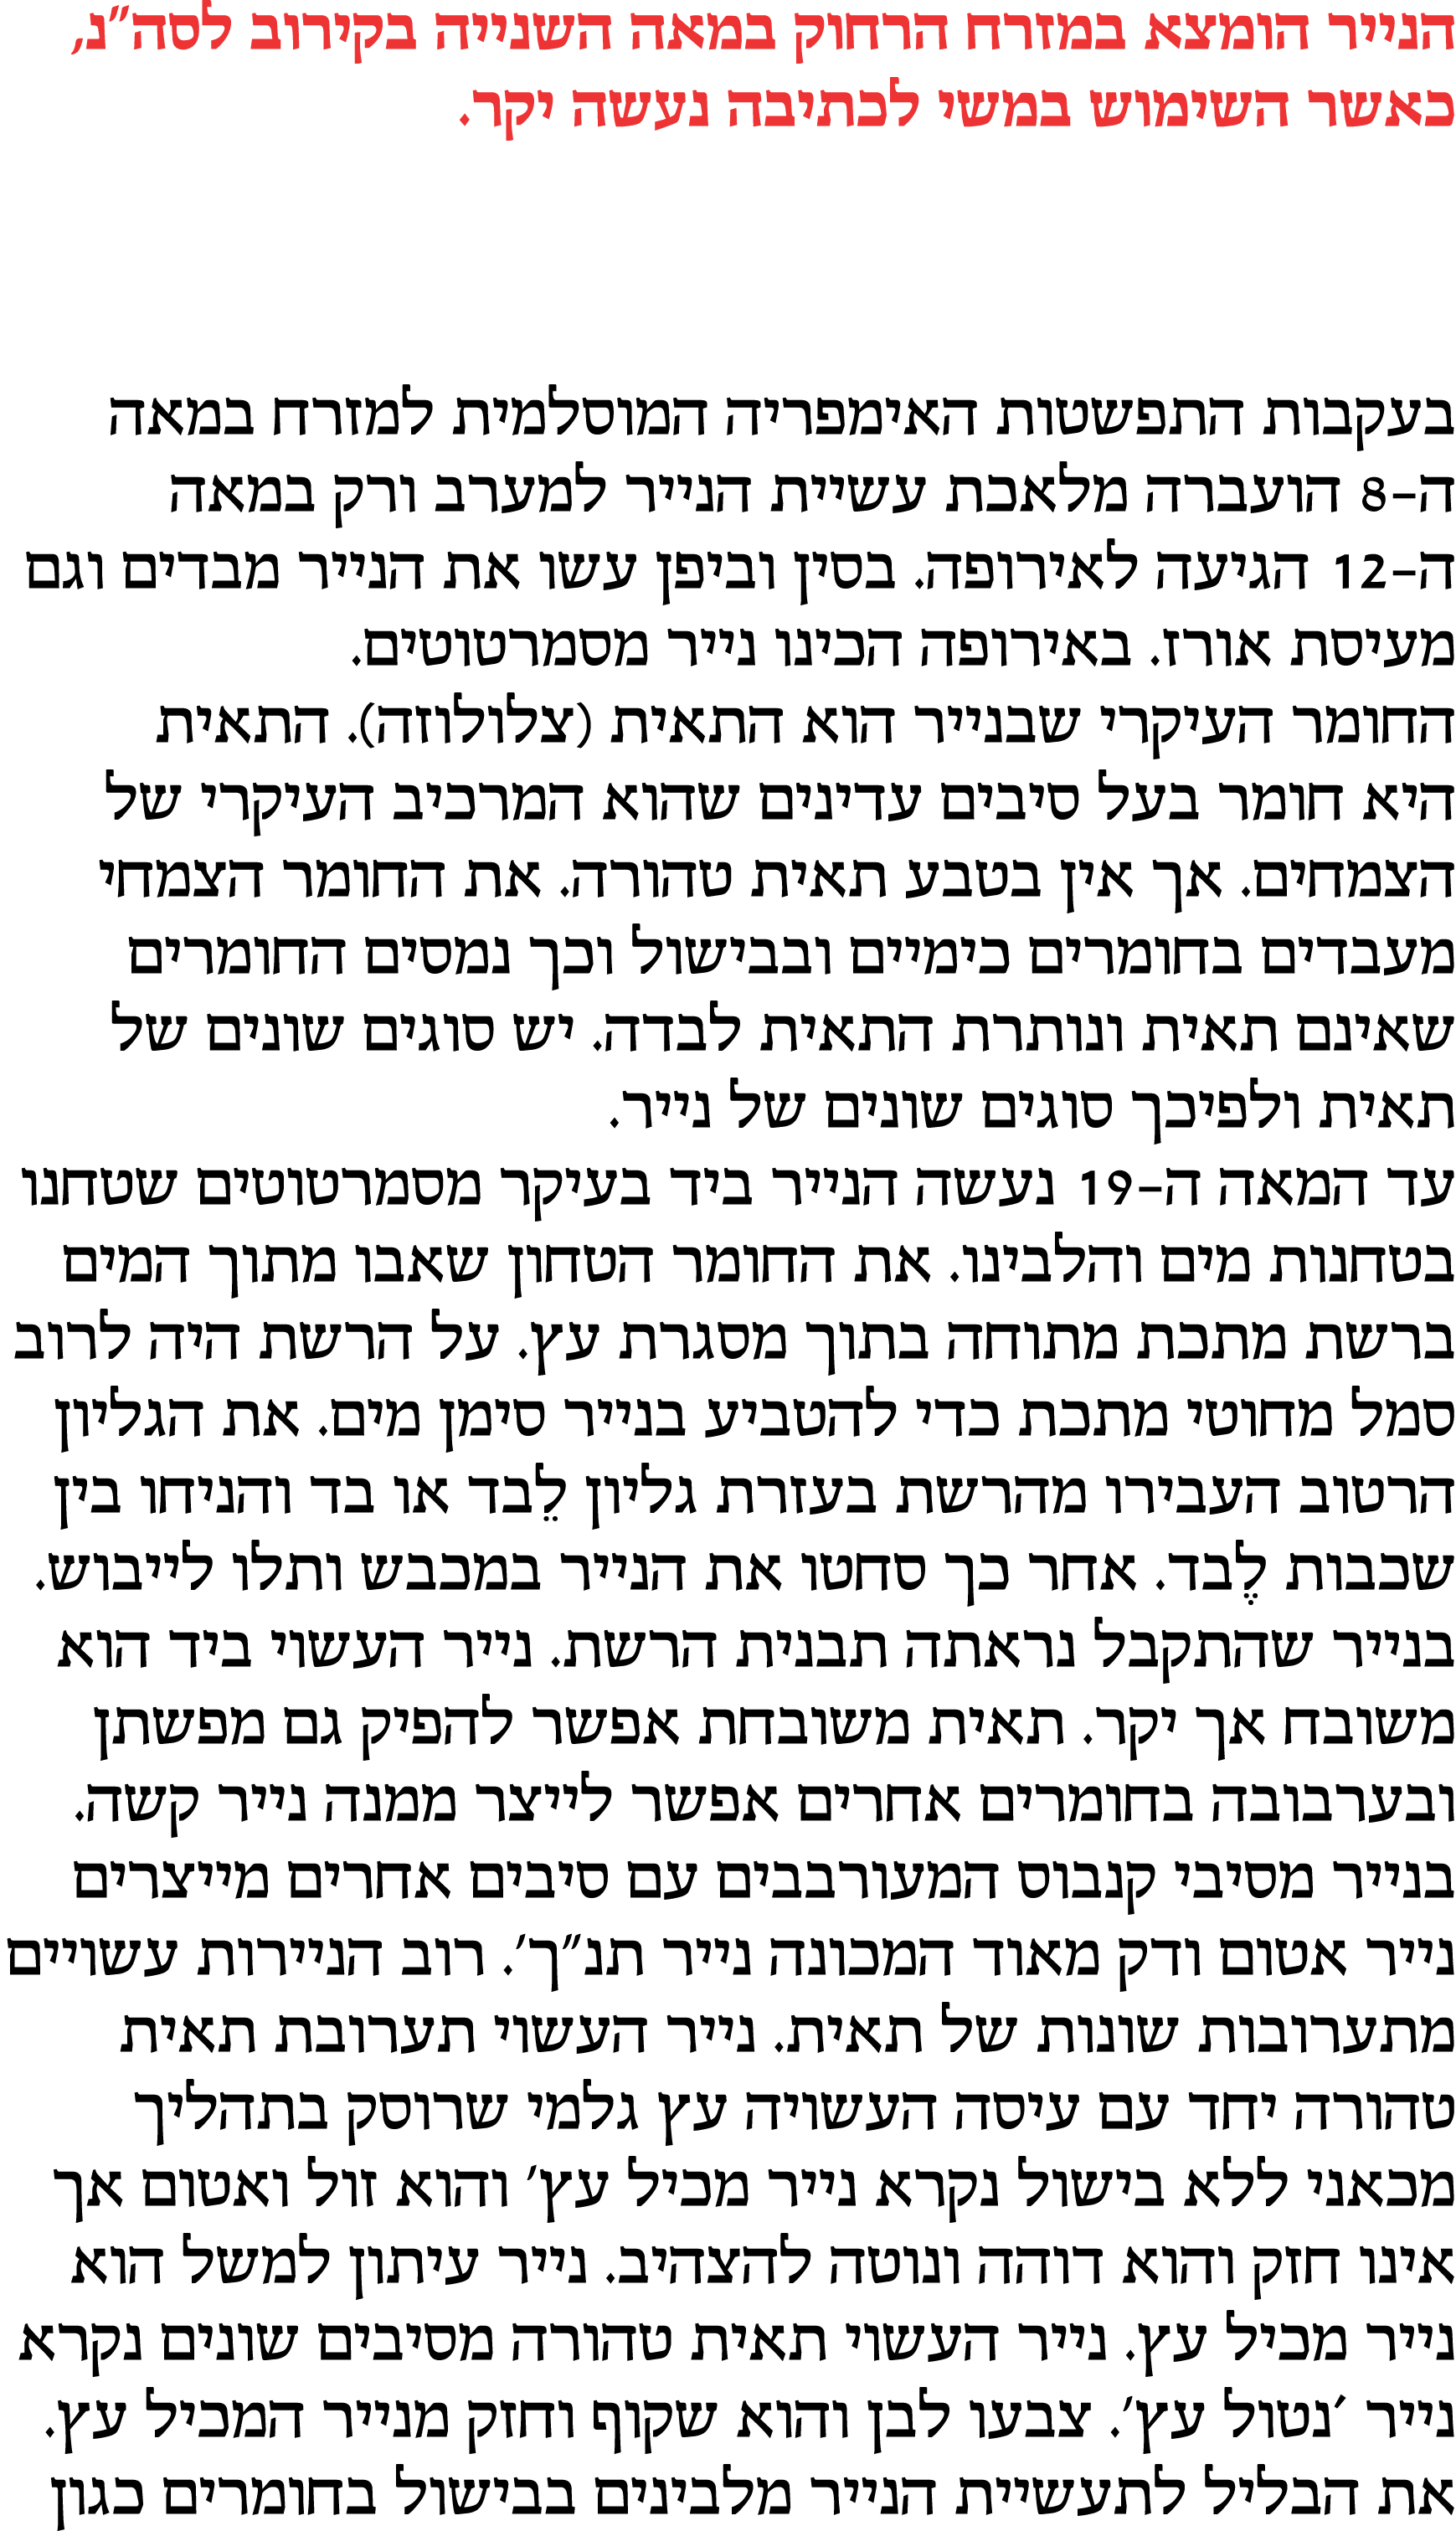 הנייר הומצא במזרח הרחוק במאה השנייה בקירוב לסה"נ,
כאשר השימוש במשי לכתיבה נעשה יקר.
בעקבות התפשטות האימפריה המוסלמית למזרח במאה
ה-8 הועברה מלאכת עשיית הנייר למערב ורק במאה
ה-12 הגיעה לאירופה. בסין וביפן עשו את הנייר מבדים וגם
מעיסת אורז. באירופה הכינו נייר מסמרטוטים.
החומר העיקרי שבנייר הוא התאית (צלולוזה). התאית
היא חומר בעל סיבים עדינים שהוא המרכיב העיקרי של
הצמחים. אך אין בטבע תאית טהורה. את החומר הצמחי
מעבדים בחומרים כימיים ובבישול וכך נמסים החומרים
שאינם תאית ונותרת התאית לבדה. יש סוגים שונים של
תאית ולפיכך סוגים שונים של נייר.
עד המאה ה-19 נעשה הנייר ביד בעיקר מסמרטוטים שטחנו
בטחנות מים והלבינו. את החומר הטחון שאבו מתוך המים
ברשת מתכת מתוחה בתוך מסגרת עץ. על הרשת היה לרוב
סמל מחוטי מתכת כדי להטביע בנייר סימן מים. את הגליון
הרטוב העבירו מהרשת בעזרת גליון לֵבד או בד והניחו בין
שכבות לֶבד. אחר כך סחטו את הנייר במכבש ותלו לייבוש.
בנייר שהתקבל נראתה תבנית הרשת. נייר העשוי ביד הוא
משובח אך יקר. תאית משובחת אפשר להפיק גם מפשתן
ובערבובה בחומרים אחרים אפשר לייצר ממנה נייר קשה.
בנייר מסיבי קנבוס המעורבבים עם סיבים אחרים מייצרים
נייר אטום ודק מאוד המכונה נייר תנ"ך'. רוב הניירות עשויים
מתערובות שונות של תאית. נייר העשוי תערובת תאית
טהורה יחד עם עיסה העשויה עץ גלמי שרוסק בתהליך
מכאני ללא בישול נקרא נייר מכיל עץ' והוא זול ואטום אך
אינו חזק והוא דוהה ונוטה להצהיב. נייר עיתון למשל הוא
נייר מכיל עץ. נייר העשוי תאית טהורה מסיבים שונים נקרא
נייר 'נטול עץ'. צבעו לבן והוא שקוף וחזק מנייר המכיל עץ.
את הבליל לתעשיית הנייר מלבינים בבישול בחומרים כגון